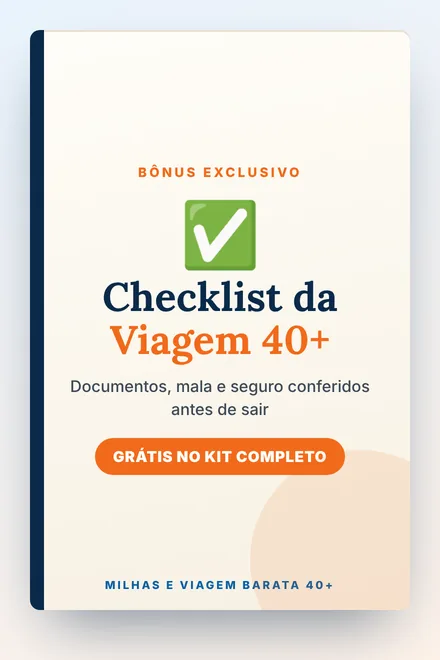 BÔNUS EXCLUSIVO
Checklist da
Viagem 40+
Documentos, mala e seguro conferidos
antes de sair
GRÁTIS NO KIT COMPLETO
MILHAS E VIAGEM BARATA 40+